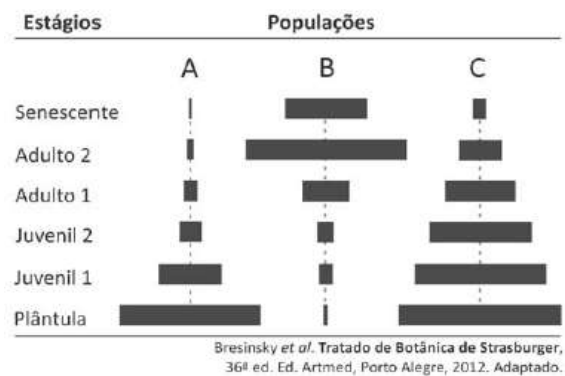 Estágios Populações
A B C
Senescente
Adulto 2
Adulto 1
Juvenil 2
Juvenil 1
Plântula
Bresinsky et al. Tratado de Botânica de Strasburger,
36ª ed. Ed. Artmed, Porto Alegre, 2012. Adaptado.